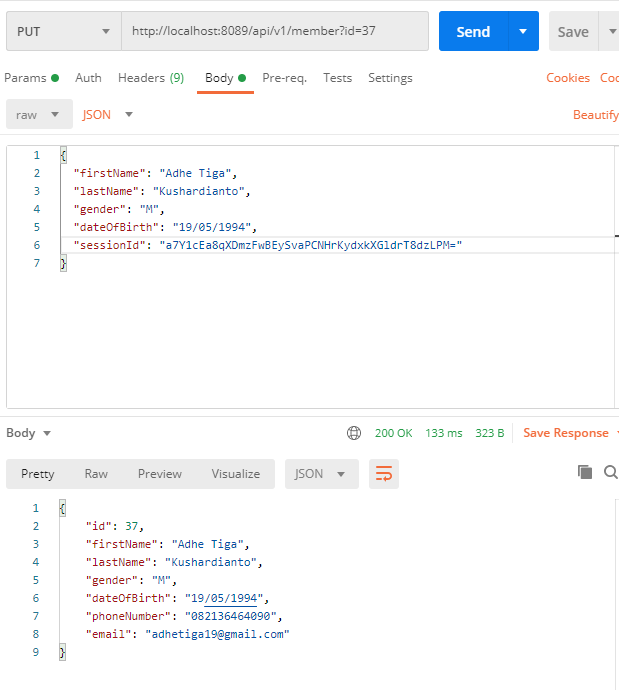 PUT http://localhost:8089/api/v1/member?id=37 Send Save
Params Auth Headers (9) Body Pre-req. Tests Settings Cookies Coo
raw JSON Beautify
1 {
2 "firstName": "Adhe Tiga",
3 "lastName": "Kushardianto",
4 "gender": "M",
5 "dateOfBirth": "19/05/1994",
6 "sessionId": "a7Y1cEa8qXDmzFwBEySvaPCNHrKydxkXGldrT8dzLPM="
7 }
Body 200 OK 133 ms 323 B Save Response
Pretty Raw Preview Visualize JSON
1 {
2 "id": 37,
3 "firstName": "Adhe Tiga",
4 "lastName": "Kushardianto",
5 "gender": "M",
6 "dateOfBirth": "19/05/1994",
7 "phoneNumber": "082136464090",
8 "email": "adhetiga19@gmail.com"
9 }